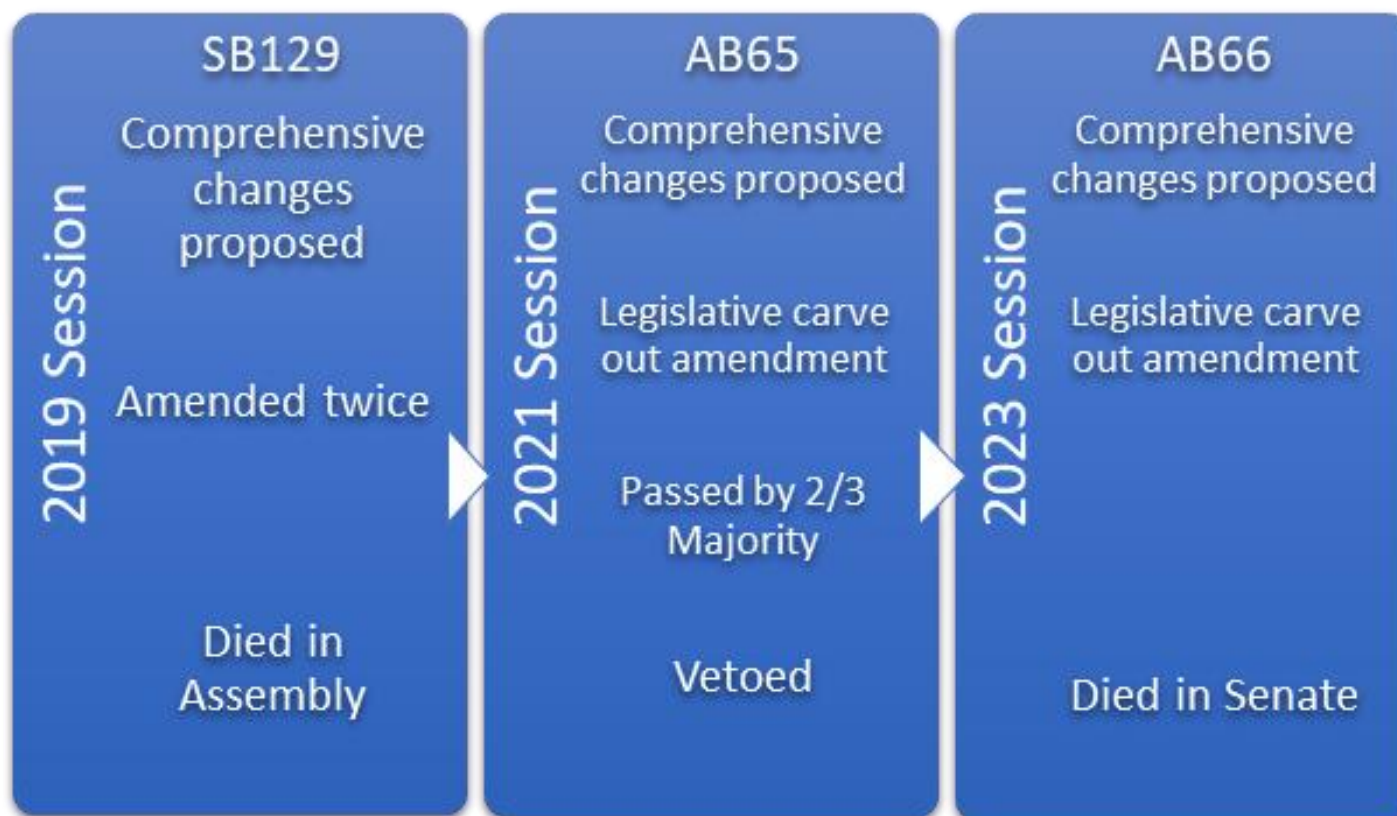 2019 Session
SB129
Comprehensive
changes
proposed
Amended twice
Died in
Assembly
2021 Session
AB65
Comprehensive
changes proposed
Legislative carve
out amendment
Passed by 2/3
Majority
Vetoed
2023 Session
AB66
Comprehensive
changes proposed
Legislative carve
out amendment
Died in Senate